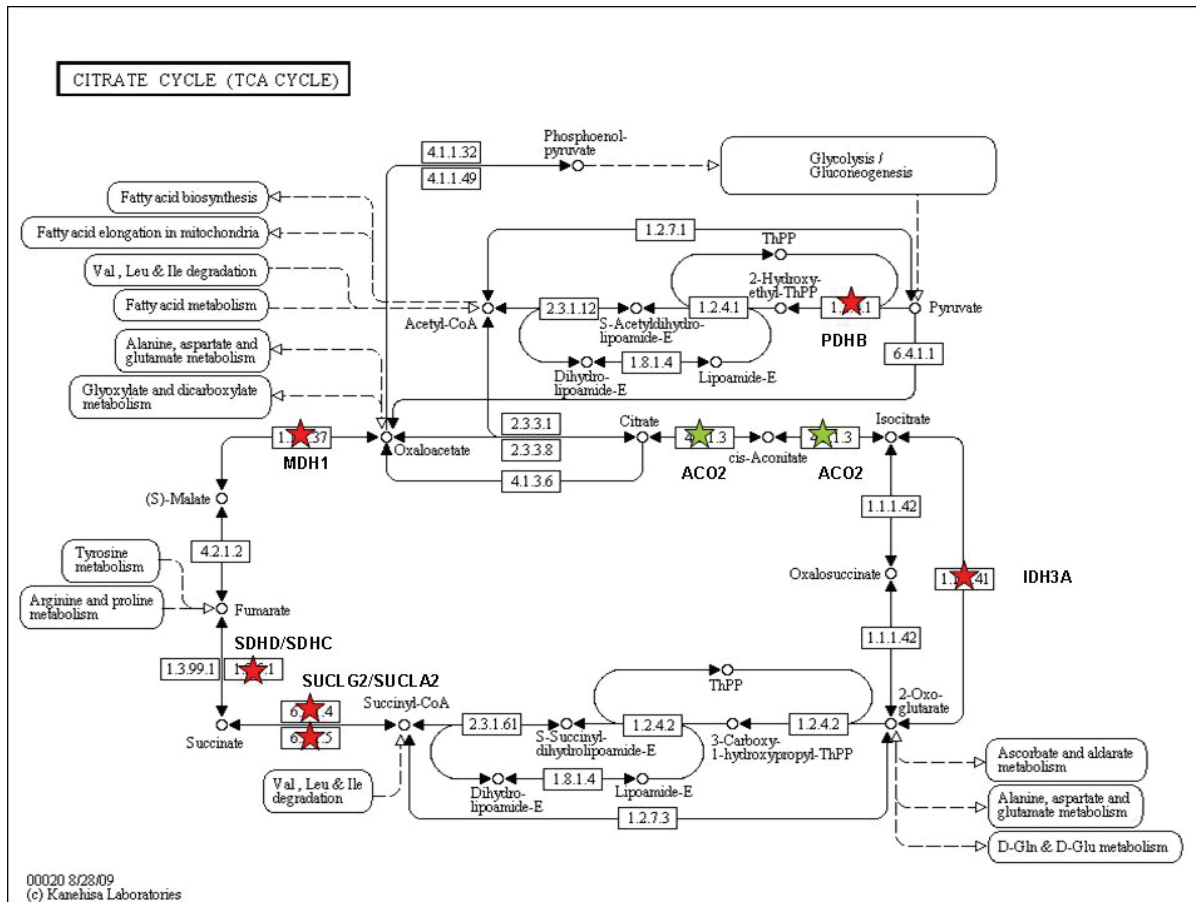 CITRATE CYCLE (TCA CYCLE)
Phosphoenol-
pyruvate
4.1.1.32
4.1.1.49
Glycolysis /
Gluconeogenesis
Fatty acid biosynthesis
Fatty acid elongation in mitochondria
Val, Leu & Ile degradation
Fatty acid metabolism
Alanine, aspartate and
glutamate metabolism
Glyoxylate and dicarboxylate
metabolism
1.2.7.1
ThPP
2-Hydroxy-
ethyl-ThPP
Acetyl-CoA
2.3.1.12
S-Acetyldihydro-
lipoamide-E
1.2.4.1
Pyruvate
PDHB
6.4.1.1
1.8.1.4
Dihydro-
lipoamide-E
Lipoamide-E
MDH1
Oxaloacetate
2.3.3.1
2.3.3.8
4.1.3.6
Citrate
ACO2
cis-Aconitate
ACO2
Isocitrate
(S)-Malate
4.2.1.2
Tyrosine
metabolism
Arginine and proline
metabolism
Fumarate
1.1.1.42
Oxalosuccinate
IDH3A
1.1.1.42
SDHD/SDHC
1.3.99.1
SUCLG2/SUCLA2
Succinate
Succinyl-CoA
2.3.1.61
S-Succinyl-
dihydrolipoamide-E
1.2.4.2
ThPP
3-Carboxy-
1-hydroxypropyl-ThPP
1.2.4.2
2-Oxo-
glutarate
Val, Leu & Ile
degradation
Dihydro-
lipoamide-E
1.8.1.4
Lipoamide-E
1.2.7.3
Ascorbate and aldarate
metabolism
Alanine, aspartate and
glutamate metabolism
D-Gln & D-Glu metabolism
00020 8/28/09
(c) Kanehisa Laboratories